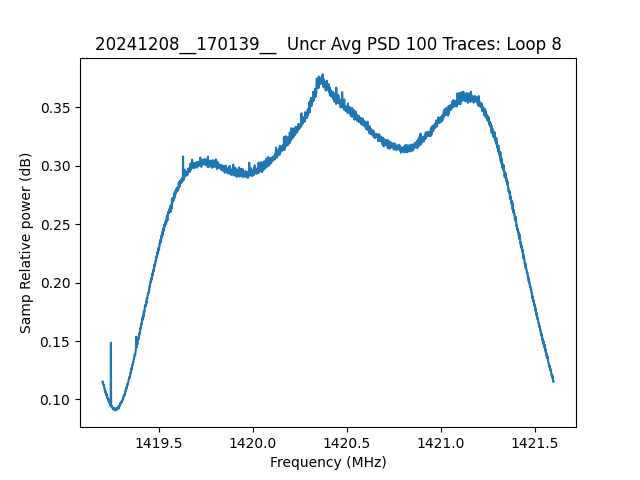 20241208__170139__  Uncr Avg PSD 100 Traces: Loop 8
Samp Relative power (dB)
0.35
0.30
0.25
0.20
0.15
0.10
1419.5 1420.0 1420.5 1421.0 1421.5
Frequency (MHz)